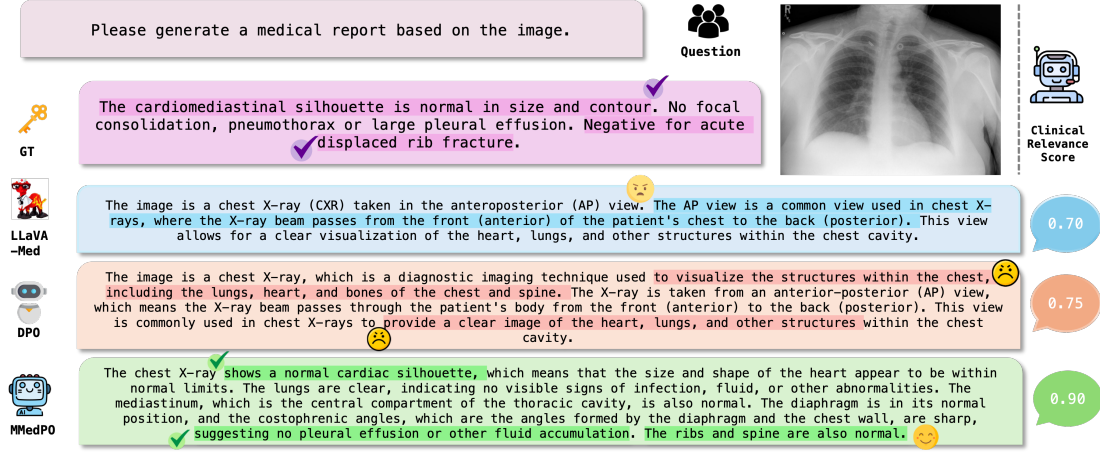 Please generate a medical report based on the image.
Question
R
GT
The cardiomediastinal silhouette is normal in size and contour. No focal
consolidation, pneumothorax or large pleural effusion. Negative for acute
displaced rib fracture.
Clinical
Relevance
Score
LLaVA
-Med
The image is a chest X-ray (CXR) taken in the anteroposterior (AP) view. The AP view is a common view used in chest X-
rays, where the X-ray beam passes from the front (anterior) of the patient's chest to the back (posterior). This view
allows for a clear visualization of the heart, lungs, and other structures within the chest cavity.
0.70
DPO
The image is a chest X-ray, which is a diagnostic imaging technique used to visualize the structures within the chest,
including the lungs, heart, and bones of the chest and spine. The X-ray is taken from an anterior-posterior (AP) view,
which means the X-ray beam passes through the patient's body from the front (anterior) to the back (posterior). This view
is commonly used in chest X-rays to provide a clear image of the heart, lungs, and other structures within the chest
cavity.
0.75
MMedPO
The chest X-ray shows a normal cardiac silhouette, which means that the size and shape of the heart appear to be within
normal limits. The lungs are clear, indicating no visible signs of infection, fluid, or other abnormalities. The
mediastinum, which is the central compartment of the thoracic cavity, is also normal. The diaphragm is in its normal
position, and the costophrenic angles, which are the angles formed by the diaphragm and the chest wall, are sharp,
suggesting no pleural effusion or other fluid accumulation. The ribs and spine are also normal.
0.90